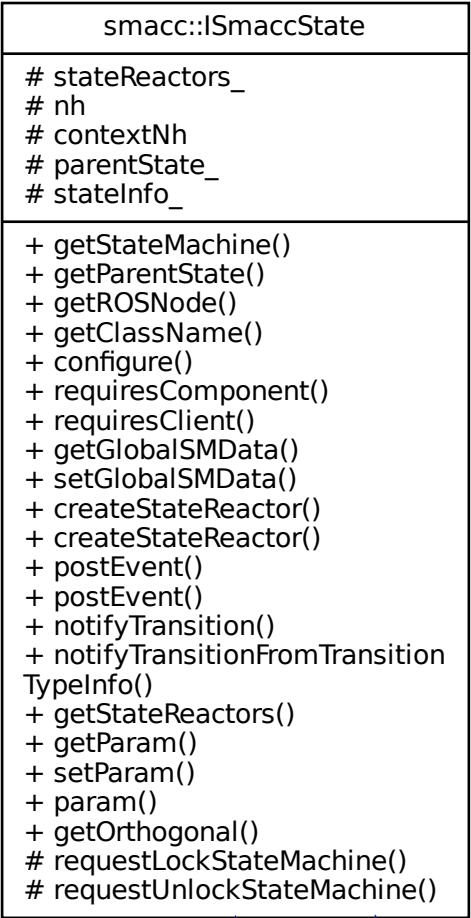 smacc::ISmaccState
# stateReactors_
# nh
# contextNh
# parentState_
# stateInfo_
+ getStateMachine()
+ getParentState()
+ getROSNode()
+ getClassName()
+ configure()
+ requiresComponent()
+ requiresClient()
+ getGlobalSMData()
+ setGlobalSMData()
+ createStateReactor()
+ createStateReactor()
+ postEvent()
+ postEvent()
+ notifyTransition()
+ notifyTransitionFromTransition
TypeInfo()
+ getStateReactors()
+ getParam()
+ setParam()
+ param()
+ getOrthogonal()
# requestLockStateMachine()
# requestUnlockStateMachine()